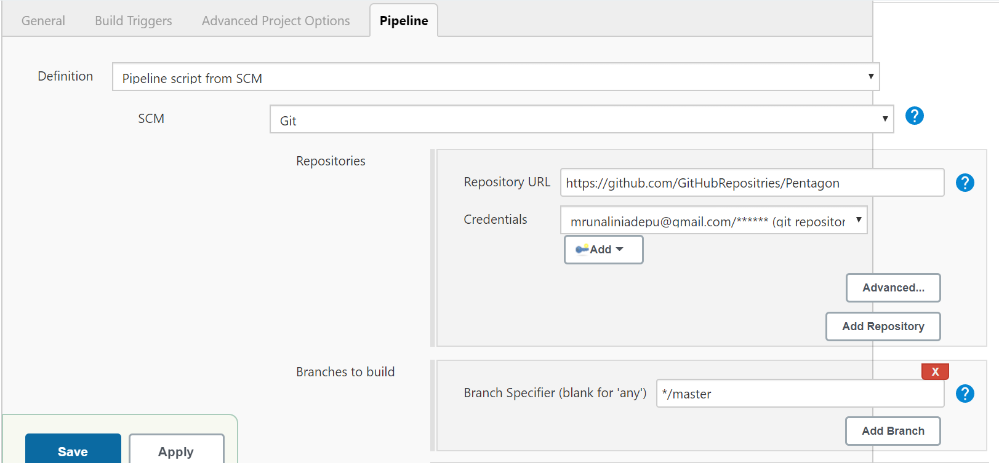 General Build Triggers Advanced Project Options Pipeline
Definition Pipeline script from SCM
SCM Git
Repositories
Repository URL https://github.com/GitHubRepositries/Pentagon
Credentials mrunaliniadepu@gmail.com/****** (git repositor
Add
Advanced...
Add Repository
Branches to build
X
Branch Specifier (blank for 'any') */master
Add Branch
Save Apply